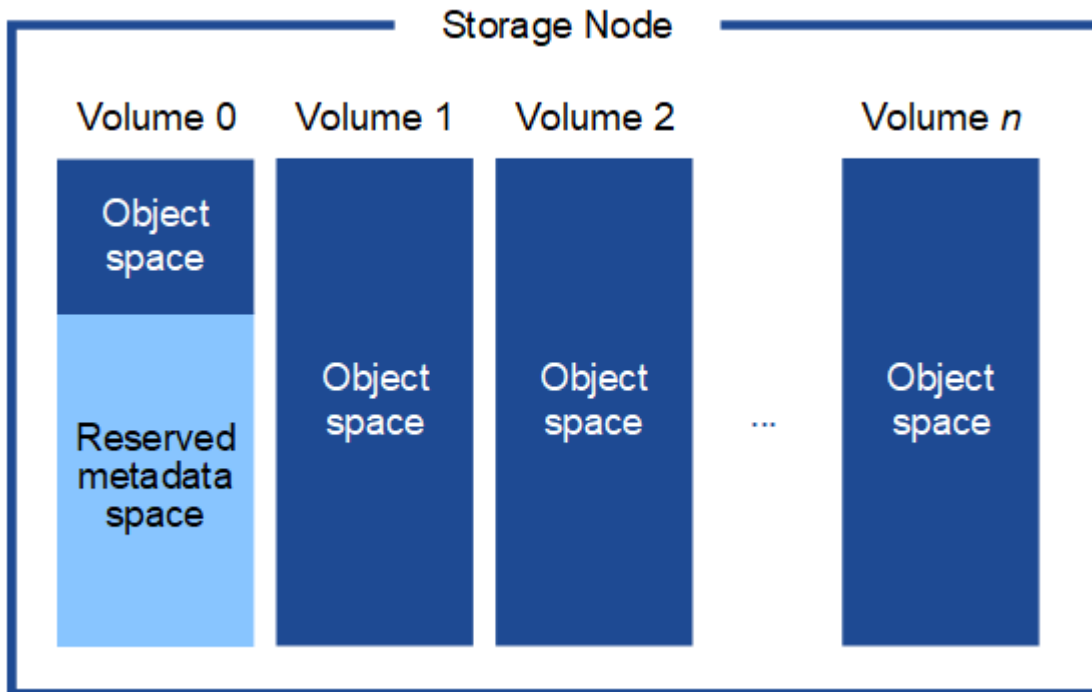 Storage Node
Volume 0
Volume 1
Volume 2
Volume n
Object
space
Reserved
metadata
space
Object
space
Object
space
...
Object
space